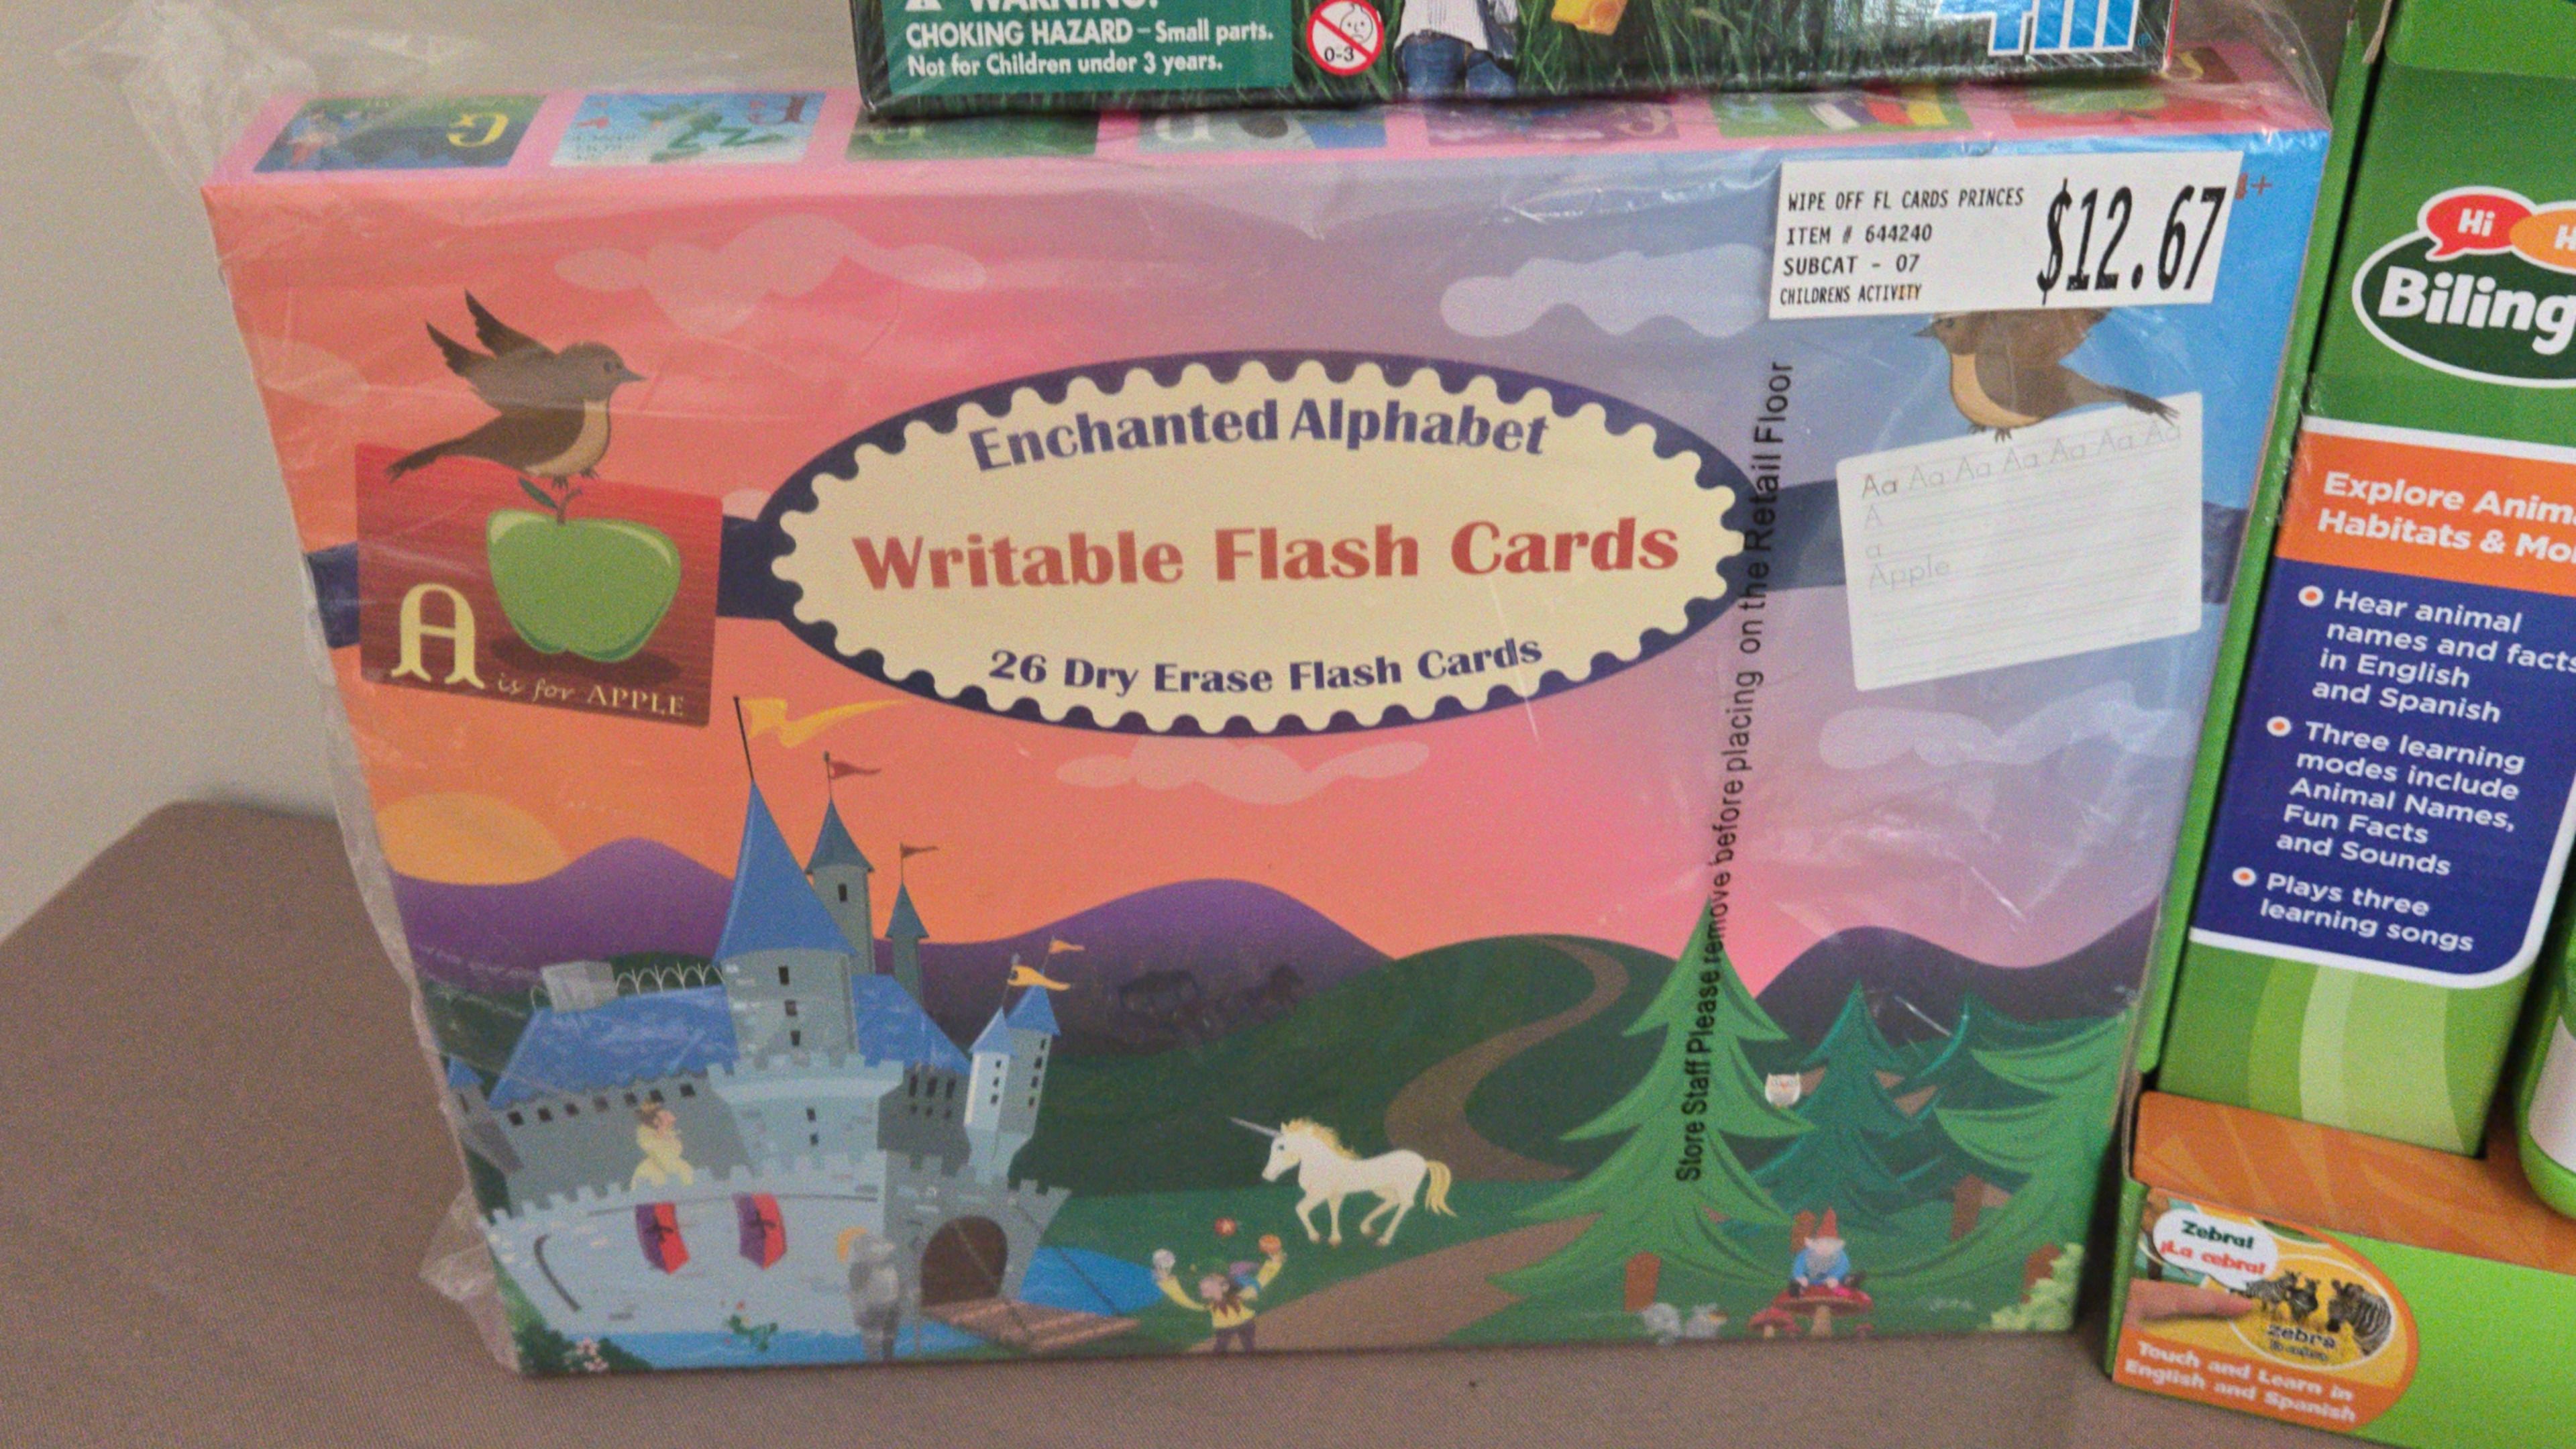 WARNING:
CHOKING HAZARD – Small parts.
Not for Children under 3 years.
0-3
WIPE OFF FL CARDS PRINCES
ITEM # 644240
SUBCAT - 07
CHILDRENS ACTIVITY
$12.67
Enchanted Alphabet
Writable Flash Cards
26 Dry Erase Flash Cards
A is for APPLE
Aa Aa Aa Aa Aa Aa Aa
A
a
Apple
Store Staff Please remove before placing on the Retail Floor
Hi
Explore
Habitats &
Hear animal
names and facts
in English
and Spanish
Three learning
modes include
Animal Names,
Fun Facts
and Sounds
Plays three
learning songs
Zebra!
¡La cebra!
zebra
Touch and Learn in
English and Spanish